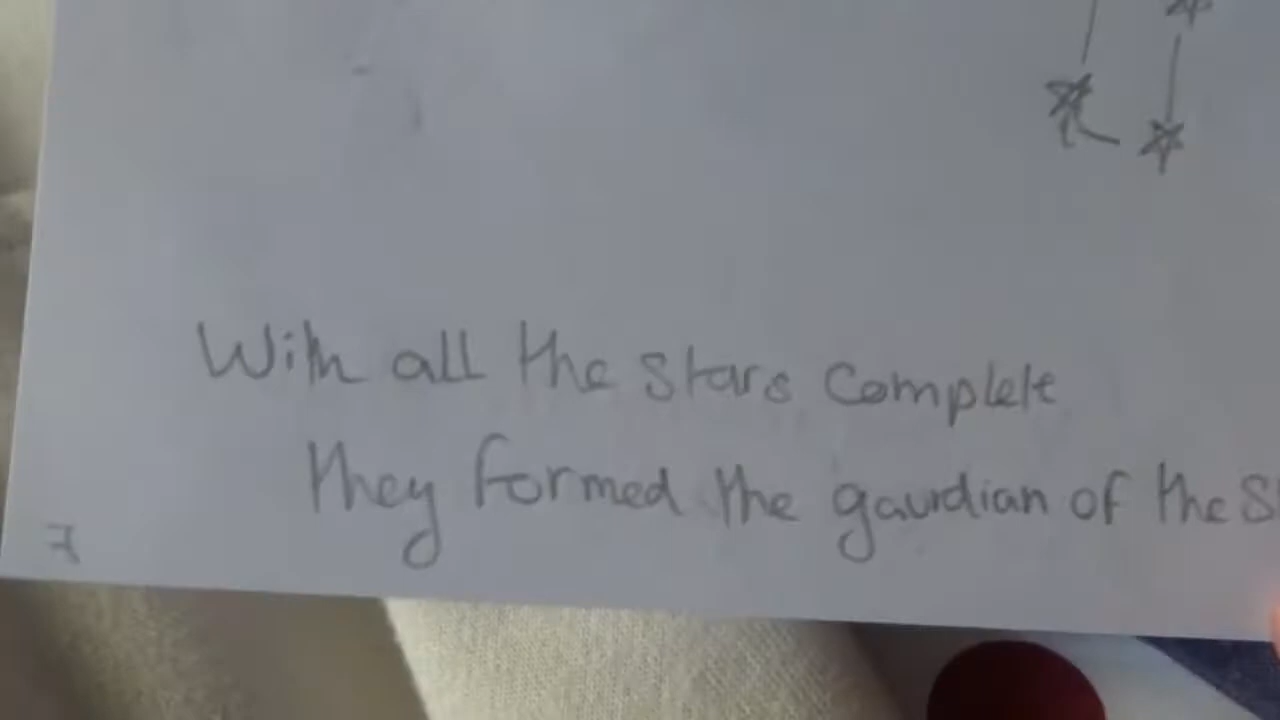 With all the stars complete
they formed the gaurdian of the
7